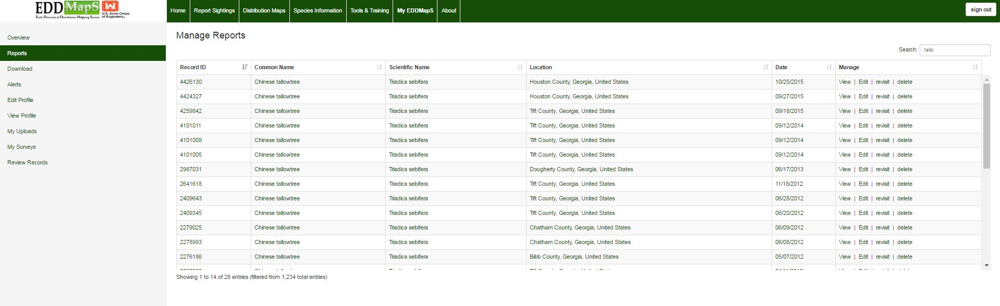 EDDMapS
Early Detection & Distribution Mapping System
U.S. Army Corps
of Engineers®
Home
Report Sightings
Distribution Maps
Species Information
Tools & Training
My EDDMapS
About
sign out
Overview
Reports
Download
Alerts
Edit Profile
View Profile
My Uploads
My Surveys
Review Records
Manage Reports
Search: tallo
Record ID Common Name Scientific Name Location Date Manage
4426130 Chinese tallowtree Triadica sebifera Houston County, Georgia, United States 10/25/2015 View | Edit | revisit | delete
4424327 Chinese tallowtree Triadica sebifera Houston County, Georgia, United States 09/27/2015 View | Edit | revisit | delete
4259842 Chinese tallowtree Triadica sebifera Tift County, Georgia, United States 09/18/2015 View | Edit | revisit | delete
4101011 Chinese tallowtree Triadica sebifera Tift County, Georgia, United States 09/12/2014 View | Edit | revisit | delete
4101009 Chinese tallowtree Triadica sebifera Tift County, Georgia, United States 09/12/2014 View | Edit | revisit | delete
4101005 Chinese tallowtree Triadica sebifera Tift County, Georgia, United States 09/12/2014 View | Edit | revisit | delete
2987031 Chinese tallowtree Triadica sebifera Dougherty County, Georgia, United States 06/17/2013 View | Edit | revisit | delete
2641618 Chinese tallowtree Triadica sebifera Tift County, Georgia, United States 11/18/2012 View | Edit | revisit | delete
2409643 Chinese tallowtree Triadica sebifera Tift County, Georgia, United States 06/28/2012 View | Edit | revisit | delete
2409345 Chinese tallowtree Triadica sebifera Tift County, Georgia, United States 06/20/2012 View | Edit | revisit | delete
2279025 Chinese tallowtree Triadica sebifera Chatham County, Georgia, United States 06/09/2012 View | Edit | revisit | delete
2278993 Chinese tallowtree Triadica sebifera Chatham County, Georgia, United States 06/08/2012 View | Edit | revisit | delete
2276186 Chinese tallowtree Triadica sebifera Bibb County, Georgia, United States 05/07/2012 View | Edit | revisit | delete
Chinese tallowtree Triadica sebifera Tift County, Georgia, United States View | Edit | revisit | delete
Showing 1 to 14 of 28 entries (filtered from 1,234 total entries)